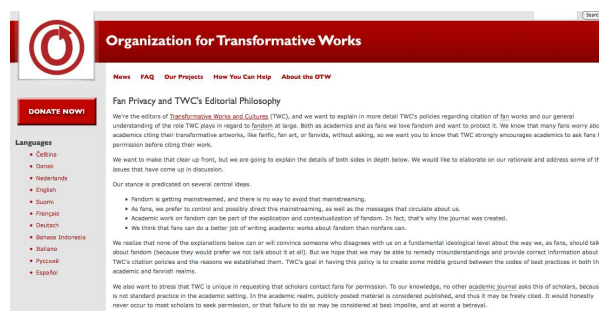 Search
Organization for Transformative Works
News FAQ Our Projects How You Can Help About the OTW
DONATE NOW!
Languages
Čeština
Dansk
Nederlands
English
Suomi
Français
Deutsch
Bahasa Indonesia
Italiano
Русский
Español
Fan Privacy and TWC's Editorial Philosophy
We're the editors of Transformative Works and Cultures (TWC), and we want to explain in more detail TWC's policies regarding citation of fan works and our general
understanding of the role TWC plays in regard to fandom at large. Both as academics and as fans we love fandom and want to protect it. We know that many fans worry abo
academics citing their transformative artworks, like fanfic, fan art, or fanvids, without asking, so we want you to know that TWC strongly encourages academics to ask fans f
permission before citing their work.
We want to make that clear up front, but we are going to explain the details of both sides in depth below. We would like to elaborate on our rationale and address some of th
issues that have come up in discussion.
Our stance is predicated on several central ideas.
Fandom is getting mainstreamed, and there is no way to avoid that mainstreaming.
As fans, we prefer to control and possibly direct this mainstreaming, as well as the messages that circulate about us.
Academic work on fandom can be part of the explication and contextualization of fandom. In fact, that's why the journal was created.
We think that fans can do a better job of writing academic works about fandom than nonfans can.
We realize that none of the explanations below can or will convince someone who disagrees with us on a fundamental ideological level about the way we, as fans, should talk
about fandom (because they would prefer we not talk about it at all). But we hope that we may be able to remedy misunderstandings and provide correct information about
TWC's citation policies and the reasons we established them. TWC's goal in having this policy is to create some middle ground between the codes of best practices in both th
academic and fannish realms.
We also want to stress that TWC is unique in requesting that scholars contact fans for permission. To our knowledge, no other academic journal asks this of scholars, becaus
is not standard practice in the academic setting. In the academic realm, publicly posted material is considered published, and thus it may be freely cited. It would honestly
never occur to most scholars to seek permission, or that failure to do so may be considered at best impolite, and at worst a betrayal.